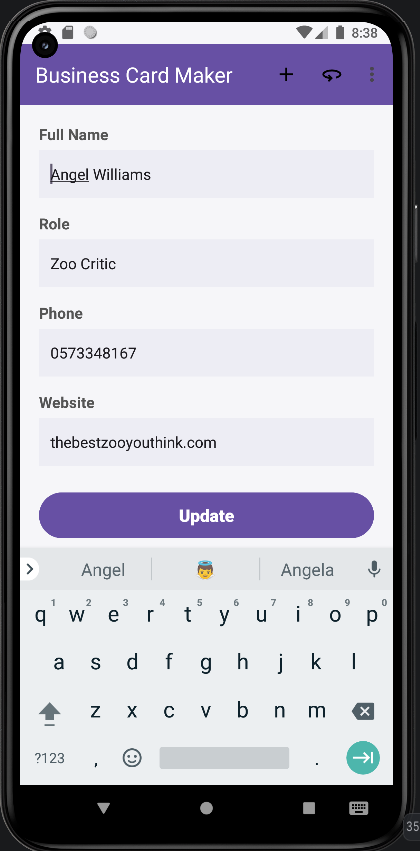 8:38
Business Card Maker
Full Name
Angel Williams
Role
Zoo Critic
Phone
0573348167
Website
thebestzooyouthink.com
Update
Angel Angela
1 2 3 4 5 6 7 8 9 0
q w e r t y u i o p
a s d f g h j k l
z x c v b n m
?123 , .
35